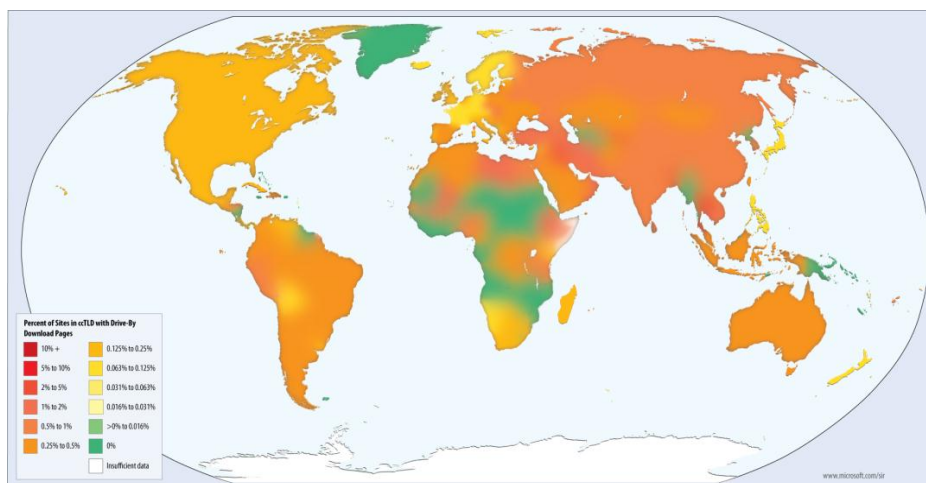 Percent of Sites in ccTLD with Drive-By
Download Pages
10% +
5% to 10%
2% to 5%
1% to 2%
0.5% to 1%
0.25% to 0.5%
0.125% to 0.25%
0.063% to 0.125%
0.031% to 0.063%
0.016% to 0.031%
>0% to 0.016%
0%
Insufficient data
www.microsoft.com/sir